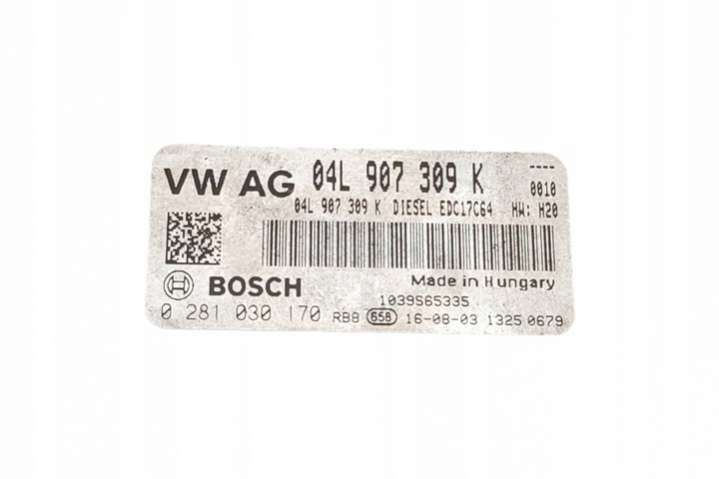 VW AG 04L 907 309 K ----
0010
04L 907 309 K DIESEL EDC17C64 HW: H20
BOSCH Made in Hungary
1039S65335
0 281 030 170 RBB 658 16-08-03 1325 0679